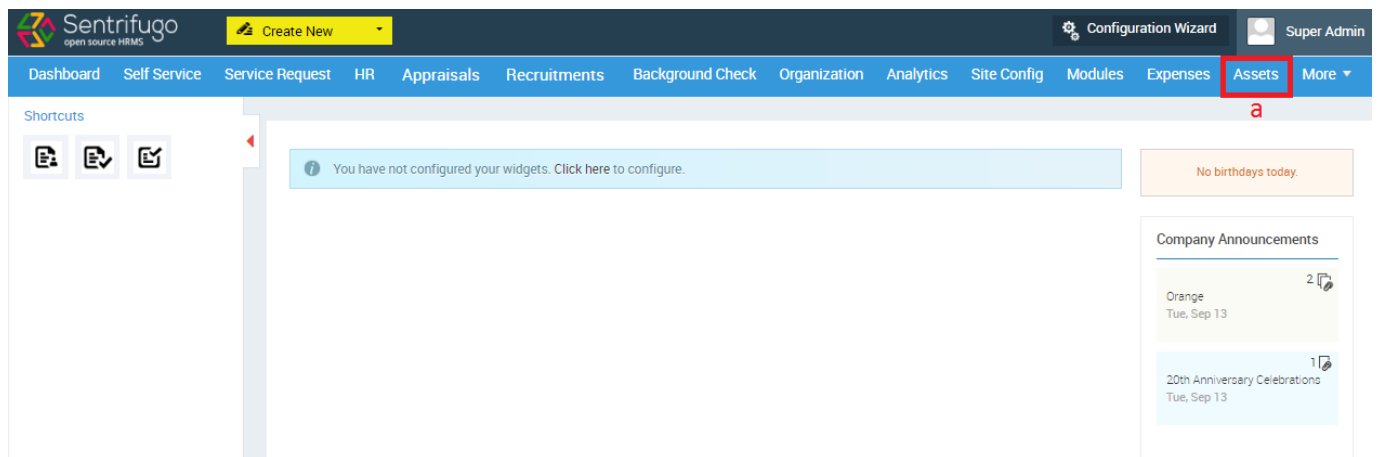 Sentrifugo
open source HRMS
Create New
Configuration Wizard
Super Admin
Dashboard Self Service Service Request HR Appraisals Recruitments Background Check Organization Analytics Site Config Modules Expenses Assets More
a
Shortcuts
You have not configured your widgets. Click here to configure.
No birthdays today.
Company Announcements
2
Orange
Tue, Sep 13
1
20th Anniversary Celebrations
Tue, Sep 13